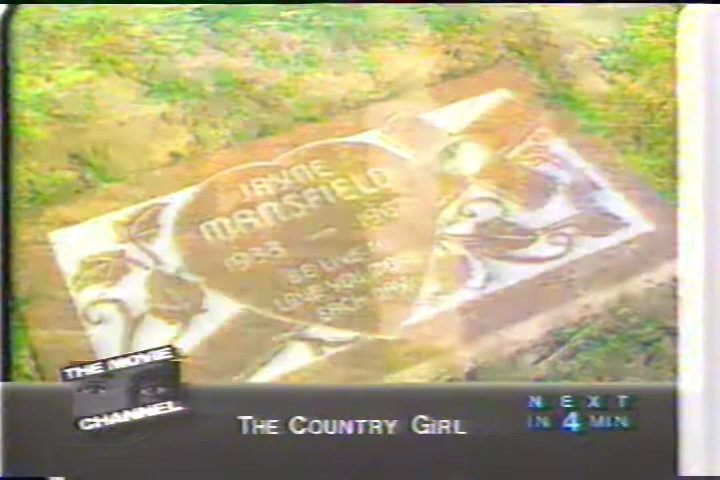 JAYNE
MANSFIELD
1933 — 1967
WE LIVE TO
LOVE YOU MORE
EACH DAY
THE MOVIE
CHANNEL
THE COUNTRY GIRL
NEXT
IN 4 MIN